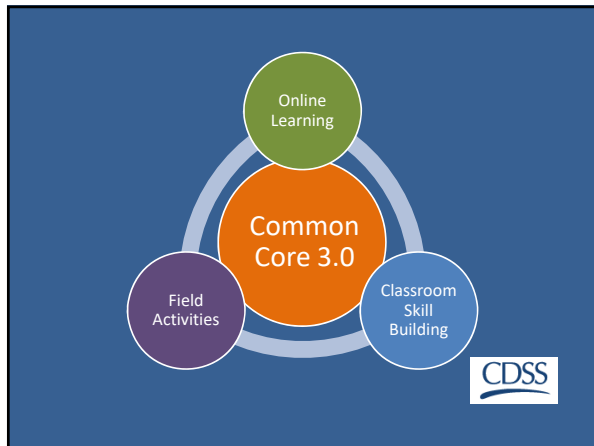 Online
Learning
Common
Core 3.0
Field
Activities
Classroom
Skill
Building
CDSS